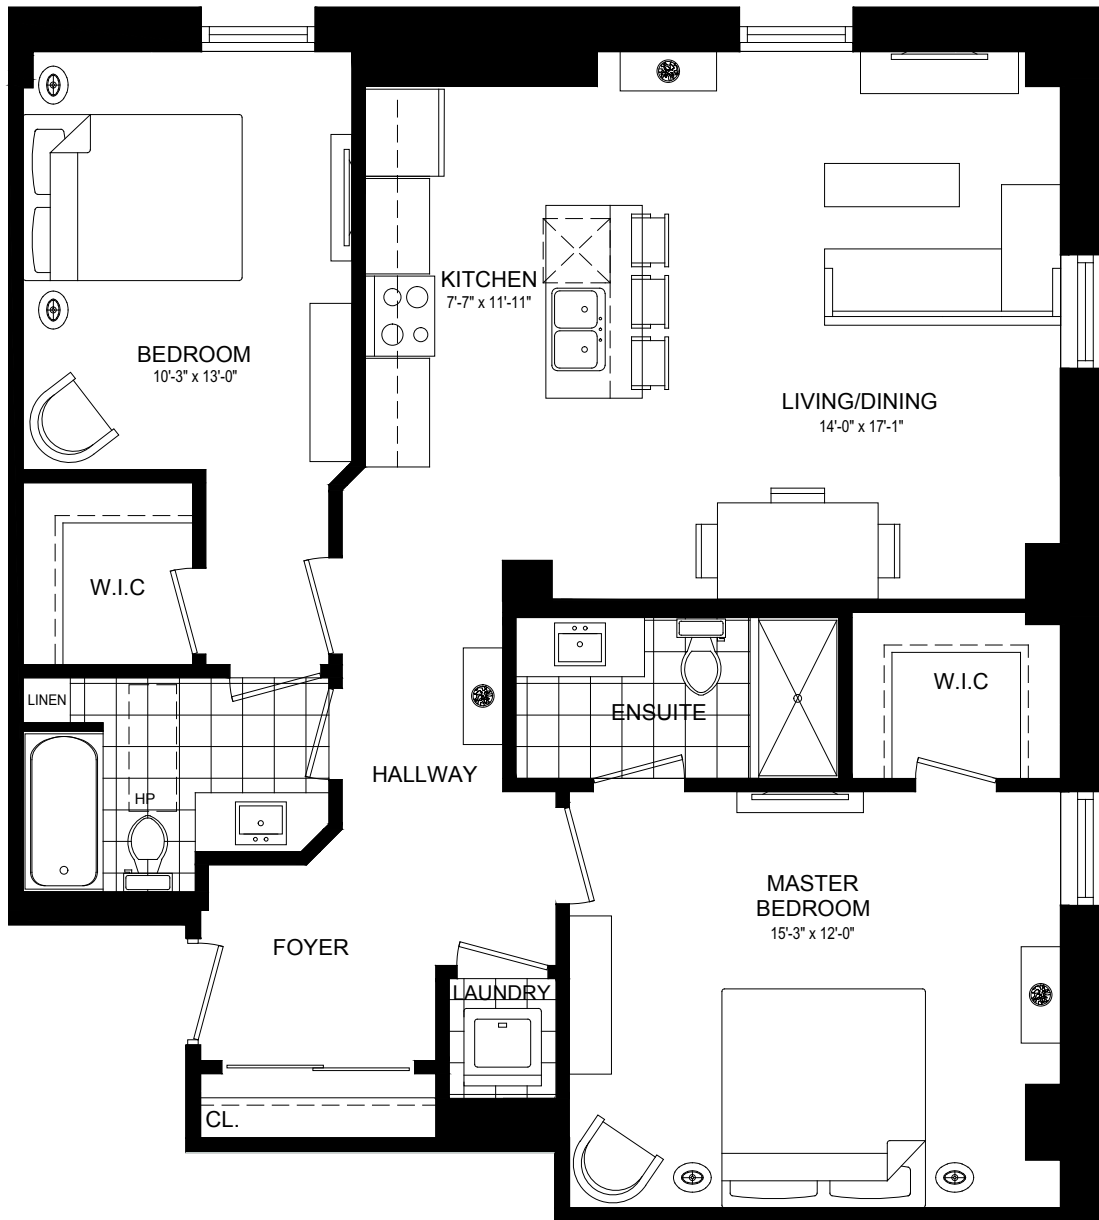 KITCHEN
7'-7" x 11'-11"
BEDROOM
10'-3" x 13'-0"
LIVING/DINING
14'-0" x 17'-1"
W.I.C
W.I.C
LINEN
ENSUITE
HALLWAY
HP
MASTER
BEDROOM
15'-3" x 12'-0"
FOYER
LAUNDRY
CL.